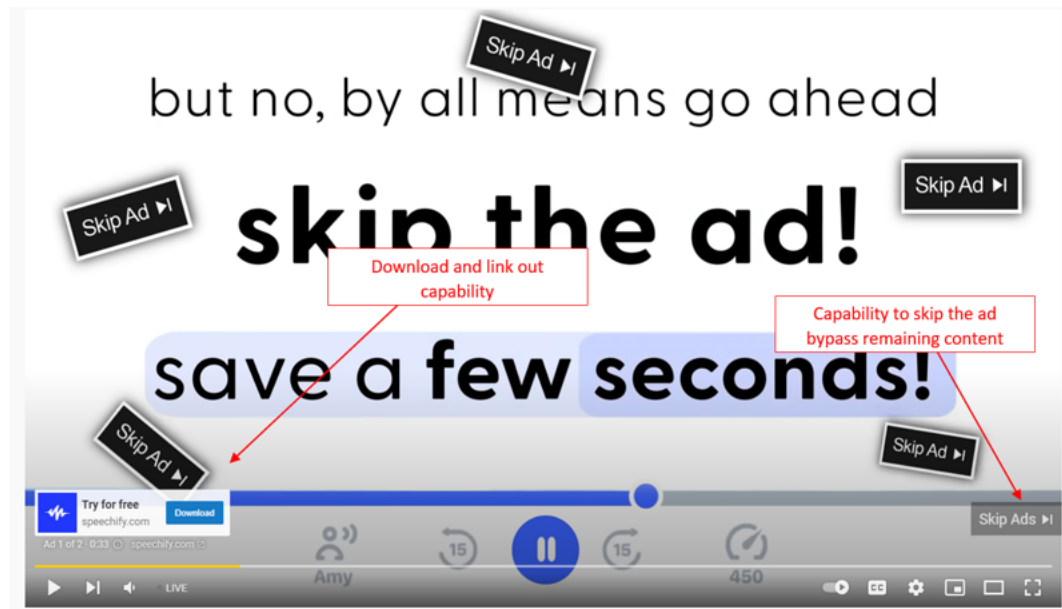 Skip Ad
but no, by all means go ahead
Skip Ad
Skip Ad
skip the ad!
Download and link out
capability
Capability to skip the ad
bypass remaining content
save a few seconds!
Skip Ad
Skip Ad
Try for free
speechify.com
Download
Skip Ads
Ad 1 of 2 · 0:33 speechify.com
15
15
Amy
450
LIVE
CC